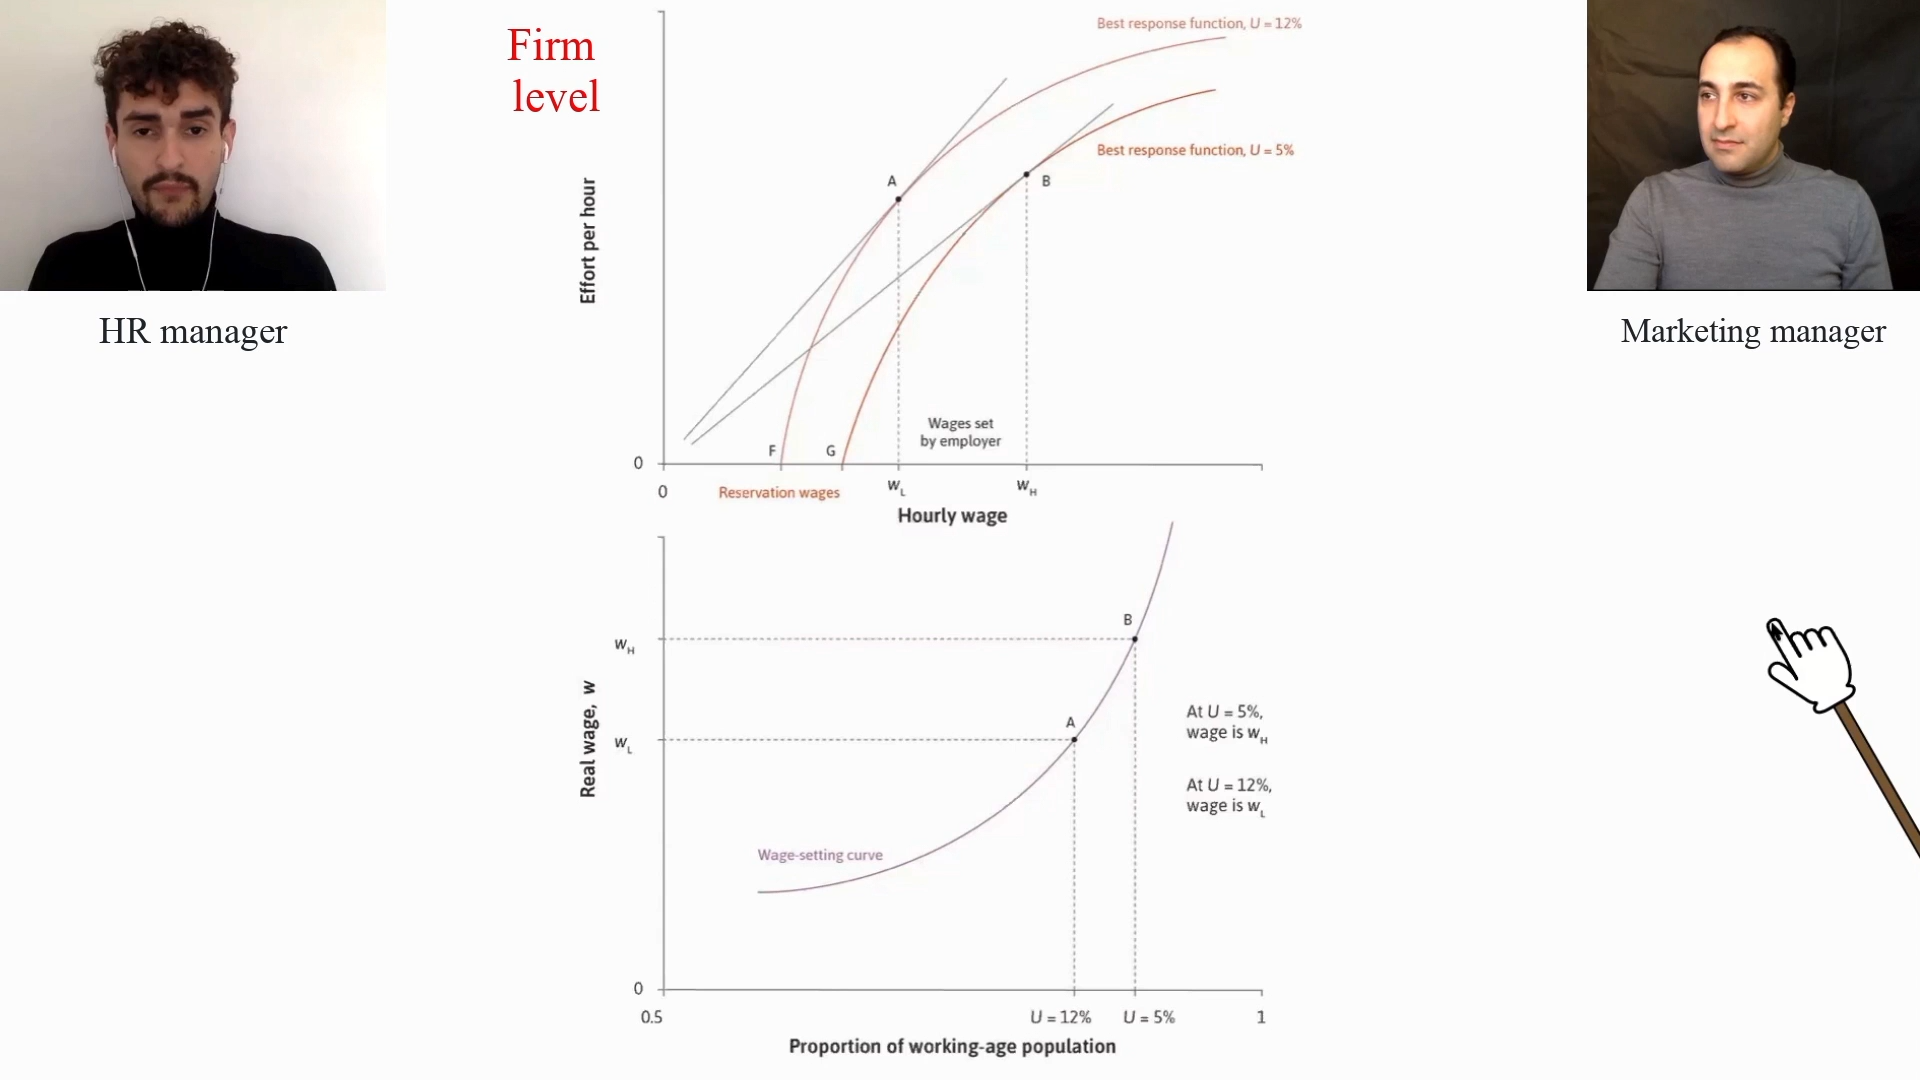 Firm
level
HR manager
Marketing manager
Best response function, U = 12%
Best response function, U = 5%
A
B
Effort per hour
Wages set
by employer
F
G
0
0
Reservation wages
wL
wH
Hourly wage
B
wH
A
wL
Real wage, w
At U = 5%,
wage is wH
At U = 12%,
wage is wL
Wage-setting curve
0
0.5
U = 12%
U = 5%
1
Proportion of working-age population